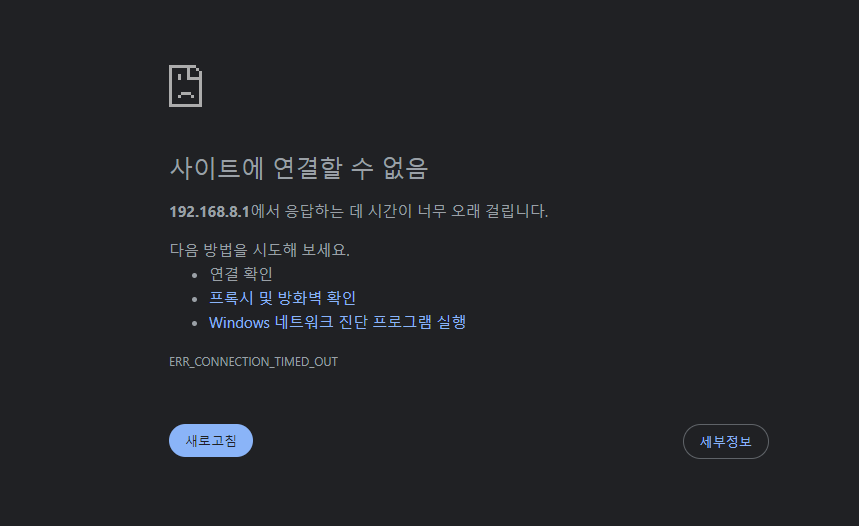 사이트에 연결할 수 없음
192.168.8.1에서 응답하는 데 시간이 너무 오래 걸립니다.
다음 방법을 시도해 보세요.
연결 확인
프록시 및 방화벽 확인
Windows 네트워크 진단 프로그램 실행
ERR_CONNECTION_TIMED_OUT
새로고침
세부정보